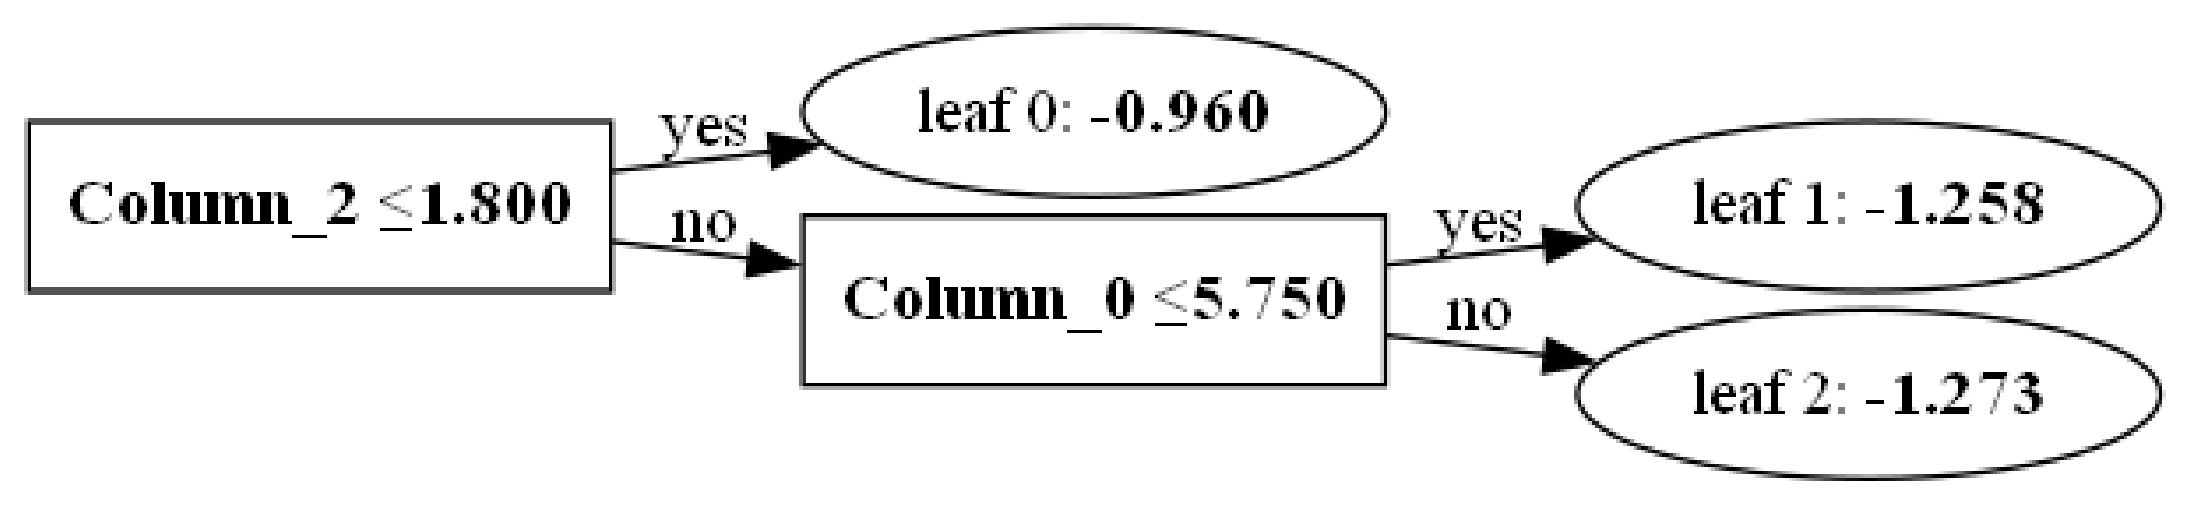 Column_2 ≤1.800
yes
no
leaf 0: -0.960
Column_0 ≤5.750
yes
no
leaf 1: -1.258
leaf 2: -1.273